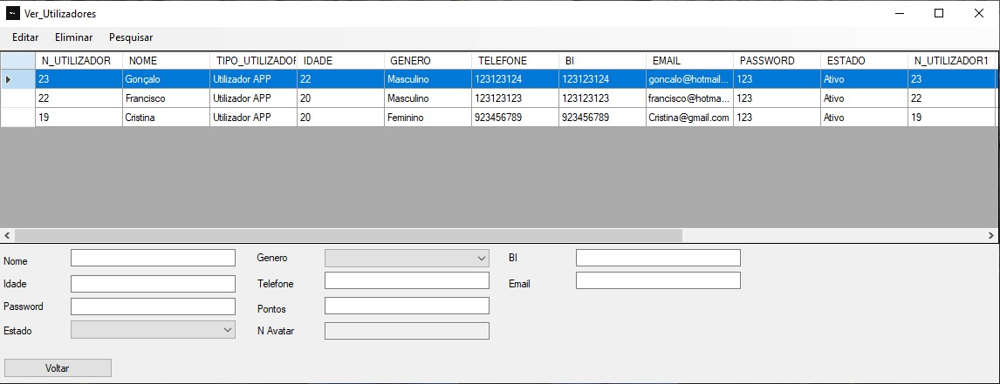 Ver_Utilizadores
Editar Eliminar Pesquisar
N_UTILIZADOR NOME TIPO_UTILIZADOR IDADE GENERO TELEFONE BI EMAIL PASSWORD ESTADO N_UTILIZADOR1
23 Gonçalo Utilizador APP 22 Masculino 123123124 123123124 goncalo@hotmail... 123 Ativo 23
22 Francisco Utilizador APP 20 Masculino 123123123 123123123 francisco@hotma... 123 Ativo 22
19 Cristina Utilizador APP 20 Feminino 923456789 923456789 Cristina@gmail.com 123 Ativo 19
Nome Genero BI
Idade Telefone Email
Password Pontos
Estado N Avatar
Voltar